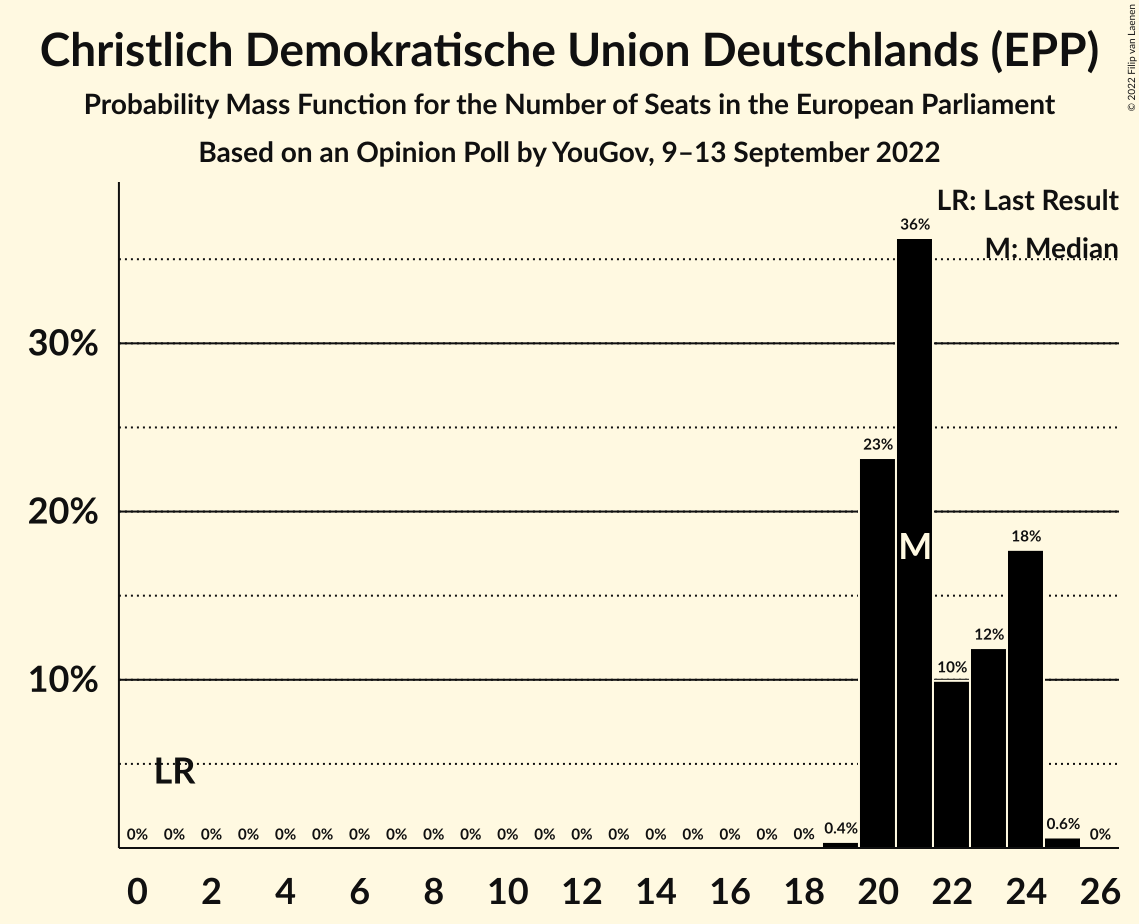 Christlich Demokratische Union Deutschlands (EPP)
Probability Mass Function for the Number of Seats in the European Parliament
Based on an Opinion Poll by YouGov, 9–13 September 2022
© 2022 Filip van Laenen
LR: Last Result
M: Median
36%
30%
23%
20%
M
18%
12%
10%
10%
LR
0% 0% 0% 0% 0% 0% 0% 0% 0% 0% 0% 0% 0% 0% 0% 0% 0% 0% 0% 0.4% 0.6% 0%
0 2 4 6 8 10 12 14 16 18 20 22 24 26